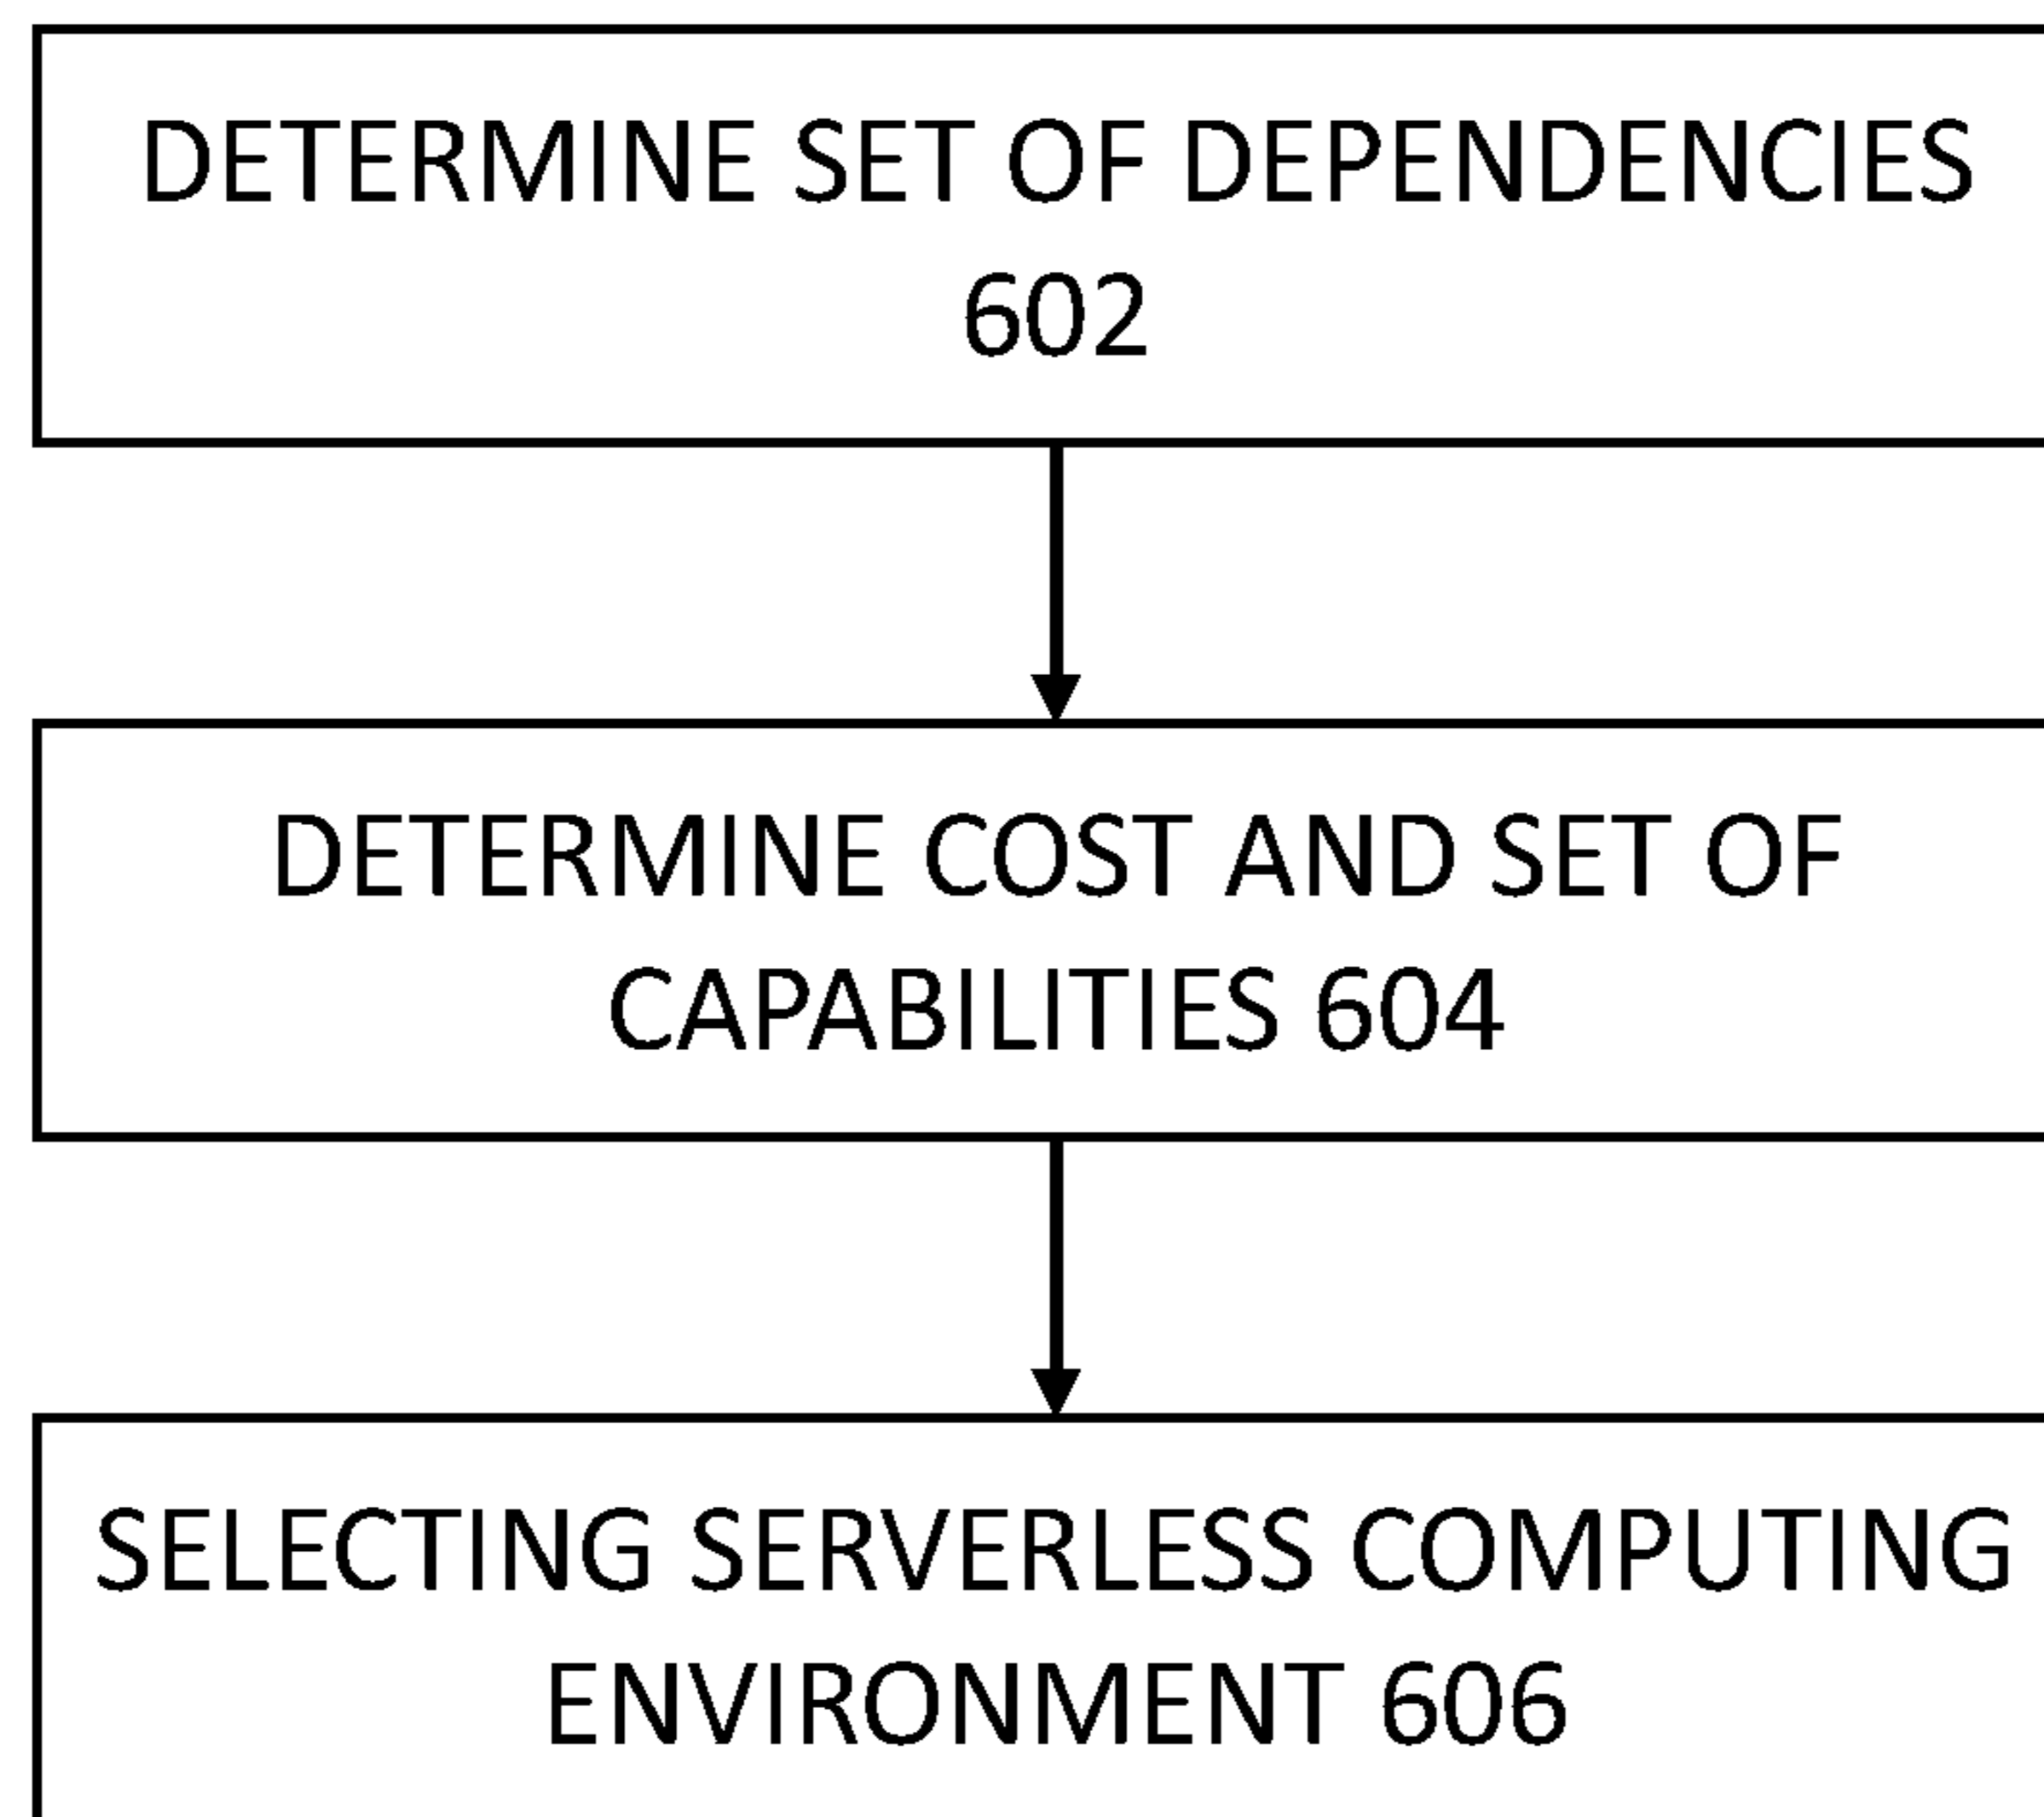 DETERMINE SET OF DEPENDENCIES
602
DETERMINE COST AND SET OF
CAPABILITIES 604
SELECTING SERVERLESS COMPUTING
ENVIRONMENT 606